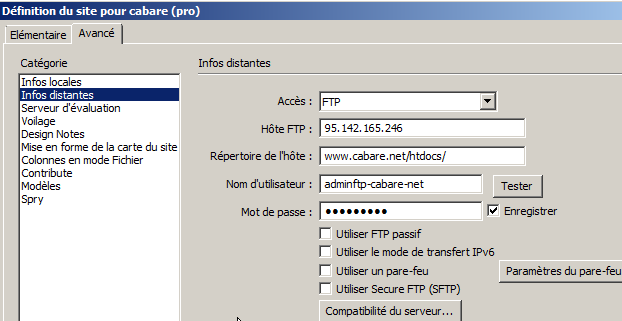 Définition du site pour cabare (pro)
Elémentaire Avancé
Catégorie
Infos locales
Infos distantes
Serveur d'évaluation
Voilage
Design Notes
Mise en forme de la carte du site
Colonnes en mode Fichier
Contribute
Modèles
Spry
Infos distantes
Accès : FTP
Hôte FTP : 95.142.165.246
Répertoire de l'hôte : www.cabare.net/htdocs/
Nom d'utilisateur : adminftp-cabare-net Tester
Mot de passe : ●●●●●●●●● Enregistrer
Utiliser FTP passif
Utiliser le mode de transfert IPv6
Utiliser un pare-feu Paramètres du pare-feu
Utiliser Secure FTP (SFTP)
Compatibilité du serveur...